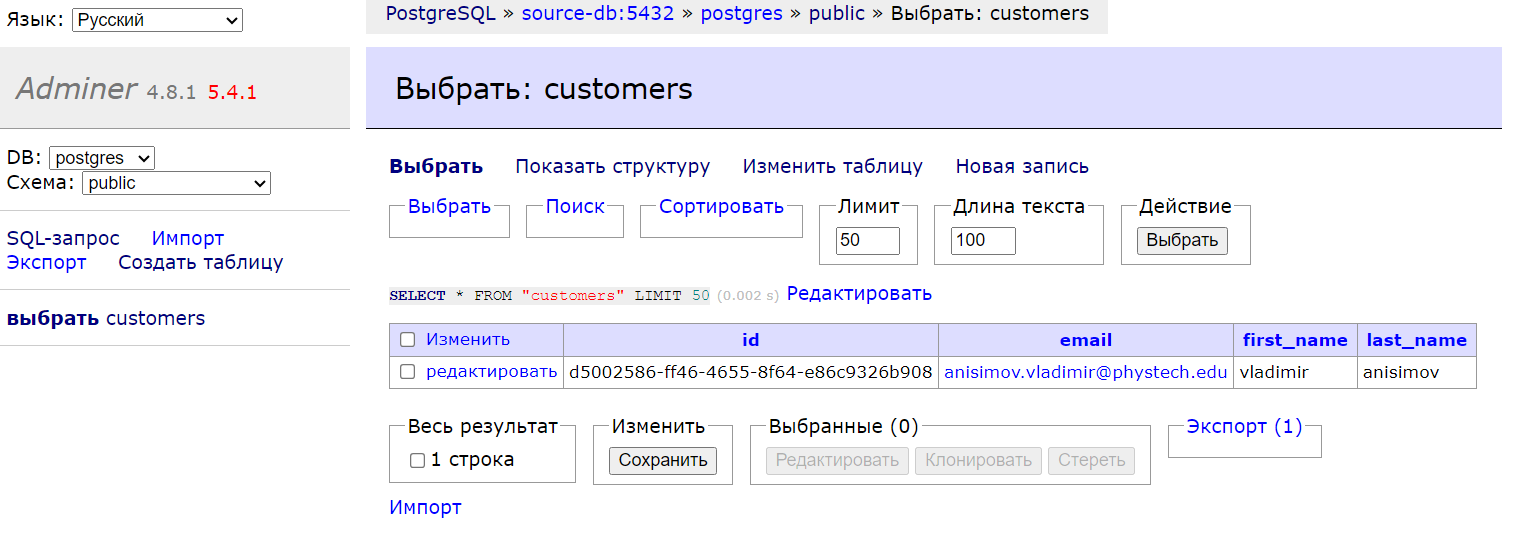 Язык: Русский
PostgreSQL » source-db:5432 » postgres » public » Выбрать: customers
Adminer 4.8.1 5.4.1
Выбрать: customers
DB: postgres
Схема: public
SQL-запрос Импорт
Экспорт Создать таблицу
выбрать customers
Выбрать Показать структуру Изменить таблицу Новая запись
Выбрать Поиск Сортировать Лимит Длина текста Действие
50 100 Выбрать
SELECT * FROM "customers" LIMIT 50 (0.002 s) Редактировать
Изменить id email first_name last_name
редактировать d5002586-ff46-4655-8f64-e86c9326b908 anisimov.vladimir@phystech.edu vladimir anisimov
Весь результат Изменить Выбранные (0) Экспорт (1)
1 строка Сохранить Редактировать Клонировать Стереть
Импорт